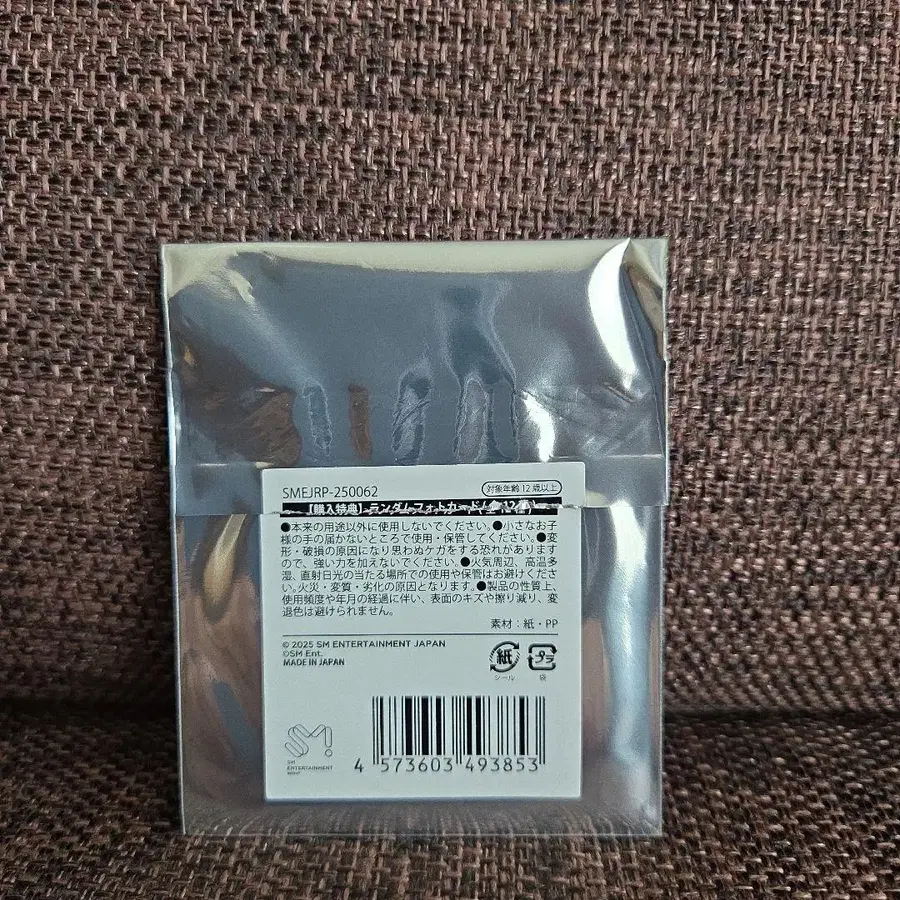 SMEJRP-250062
対象年齢12歳以上
【購入特典】ランダムフォトカード(全12種)
●本来の用途以外に使用しないでください。●小さなお子
様の手の届かないところで使用・保管してください。●変
形・破損の原因になり思わぬケガをする恐れがあります
ので、強い力を加えないでください。●火気周辺、高温多
湿、直射日光の当たる場所での使用や保管はお避けくださ
い。火災・変質・劣化の原因となります。●製品の性質上、
使用頻度や年月の経過に伴い、表面のキズや擦り減り、変
退色は避けられません。
素材:紙・PP
© 2025 SM ENTERTAINMENT JAPAN
©SM Ent.
MADE IN JAPAN
紙
シール
プラ
袋
SM
SM
ENTERTAINMENT
4 573603 493853